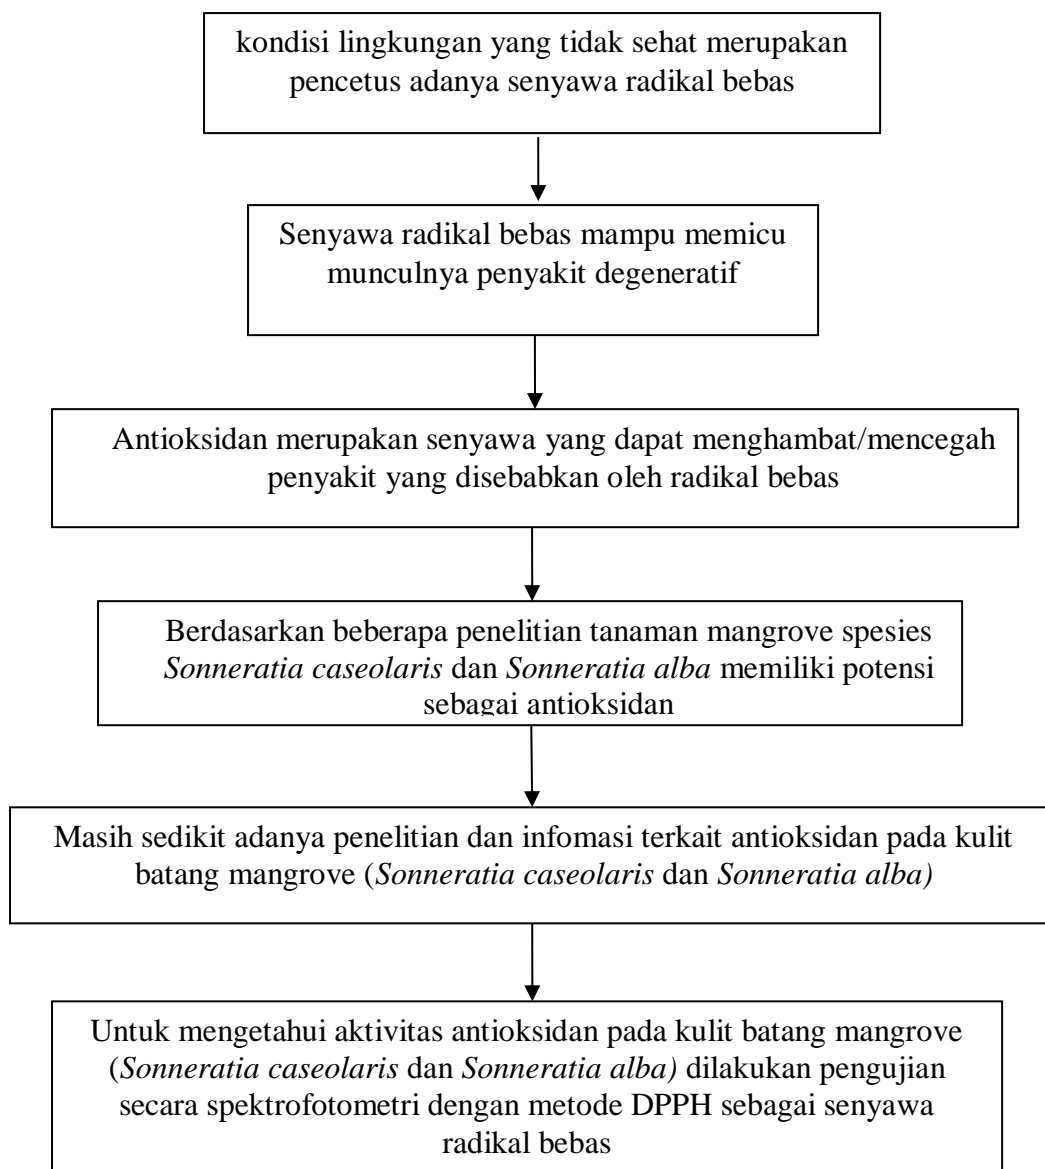 kondisi lingkungan yang tidak sehat merupakan
pencetus adanya senyawa radikal bebas
Senyawa radikal bebas mampu memicu
munculnya penyakit degeneratif
Antioksidan merupakan senyawa yang dapat menghambat/mencegah
penyakit yang disebabkan oleh radikal bebas
Berdasarkan beberapa penelitian tanaman mangrove spesies
Sonneratia caseolaris dan Sonneratia alba memiliki potensi
sebagai antioksidan
Masih sedikit adanya penelitian dan infomasi terkait antioksidan pada kulit
batang mangrove (Sonneratia caseolaris dan Sonneratia alba)
Untuk mengetahui aktivitas antioksidan pada kulit batang mangrove
(Sonneratia caseolaris dan Sonneratia alba) dilakukan pengujian
secara spektrofotometri dengan metode DPPH sebagai senyawa
radikal bebas